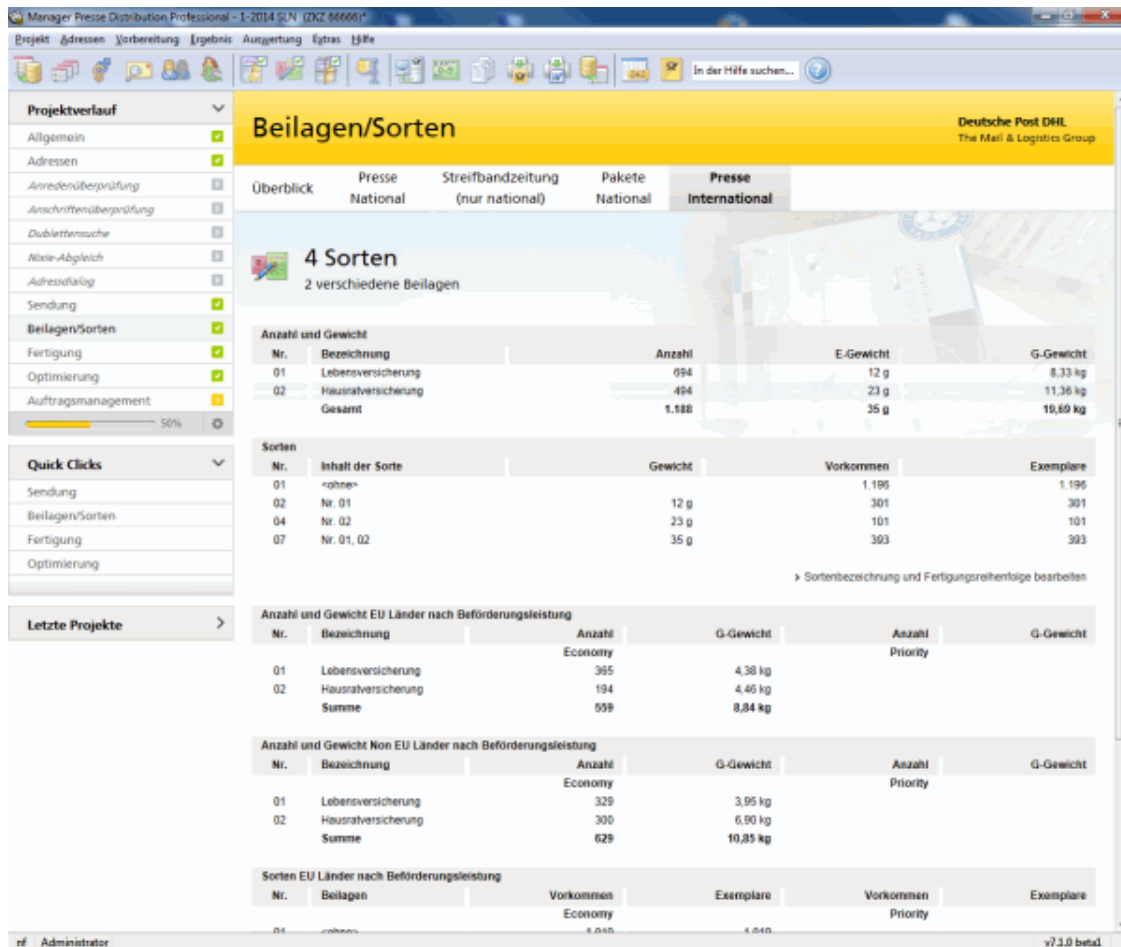 Manager Presse Distribution Professional - 1-2014 SUN (ZKZ 66666)*
Projekt Adressen Vorbereitung Ergebnis Auswertung Extras Hilfe
In der Hilfe suchen...
Projektverlauf
Allgemein
Adressen
Anredenüberprüfung
Anschriftenüberprüfung
Dublettensuche
Nixie-Abgleich
Adressdialog
Sendung
Beilagen/Sorten
Fertigung
Optimierung
Auftragsmanagement
50%
Quick Clicks
Sendung
Beilagen/Sorten
Fertigung
Optimierung
Letzte Projekte
Beilagen/Sorten
Deutsche Post DHL
The Mail & Logistics Group
Überblick Presse National Streifbandzeitung (nur national) Pakete National Presse International
4 Sorten
2 verschiedene Beilagen
Anzahl und Gewicht
Nr. Bezeichnung Anzahl E-Gewicht G-Gewicht
01 Lebensversicherung 694 12 g 8,33 kg
02 Hausratversicherung 494 23 g 11,36 kg
Gesamt 1.188 35 g 19,69 kg
Sorten
Nr. Inhalt der Sorte Gewicht Vorkommen Exemplare
01 <ohne> 1.196 1.196
02 Nr. 01 12 g 301 301
04 Nr. 02 23 g 101 101
07 Nr. 01, 02 35 g 393 393
Sortenbezeichnung und Fertigungsreihenfolge bearbeiten
Anzahl und Gewicht EU Länder nach Beförderungsleistung
Nr. Bezeichnung Anzahl G-Gewicht Anzahl G-Gewicht
Economy Priority
01 Lebensversicherung 365 4,38 kg
02 Hausratversicherung 194 4,46 kg
Summe 559 8,84 kg
Anzahl und Gewicht Non EU Länder nach Beförderungsleistung
Nr. Bezeichnung Anzahl G-Gewicht Anzahl G-Gewicht
Economy Priority
01 Lebensversicherung 329 3,95 kg
02 Hausratversicherung 300 6,90 kg
Summe 629 10,85 kg
Sorten EU Länder nach Beförderungsleistung
Nr. Beilagen Vorkommen Exemplare Vorkommen Exemplare
Economy Priority
01 <ohne> 1.019 1.019
nf Administrator v7.1.0 beta1